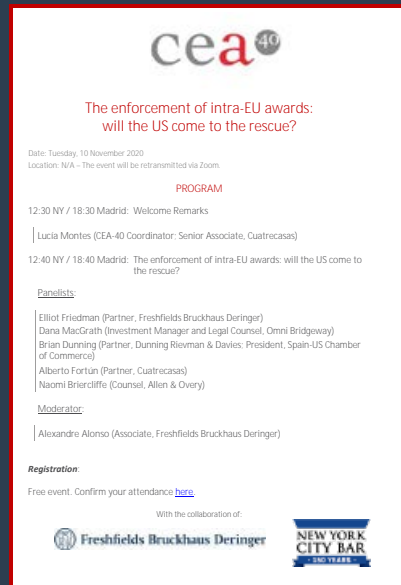 cea 40
The enforcement of intra-EU awards:
will the US come to the rescue?
Date: Tuesday, 10 November 2020
Location: N/A – The event will be retransmitted via Zoom.
PROGRAM
12:30 NY / 18:30 Madrid: Welcome Remarks
Lucía Montes (CEA-40 Coordinator; Senior Associate, Cuatrecasas)
12:40 NY / 18:40 Madrid: The enforcement of intra-EU awards: will the US come to
the rescue?
Panelists:
Elliot Friedman (Partner, Freshfields Bruckhaus Deringer)
Dana MacGrath (Investment Manager and Legal Counsel, Omni Bridgeway)
Brian Dunning (Partner, Dunning Rievman & Davies; President, Spain-US Chamber
of Commerce)
Alberto Fortún (Partner, Cuatrecasas)
Naomi Briercliffe (Counsel, Allen & Overy)
Moderator:
Alexandre Alonso (Associate, Freshfields Bruckhaus Deringer)
Registration:
Free event. Confirm your attendance here.
With the collaboration of:
Freshfields Bruckhaus Deringer
NEW YORK
CITY BAR
- 150 YEARS -